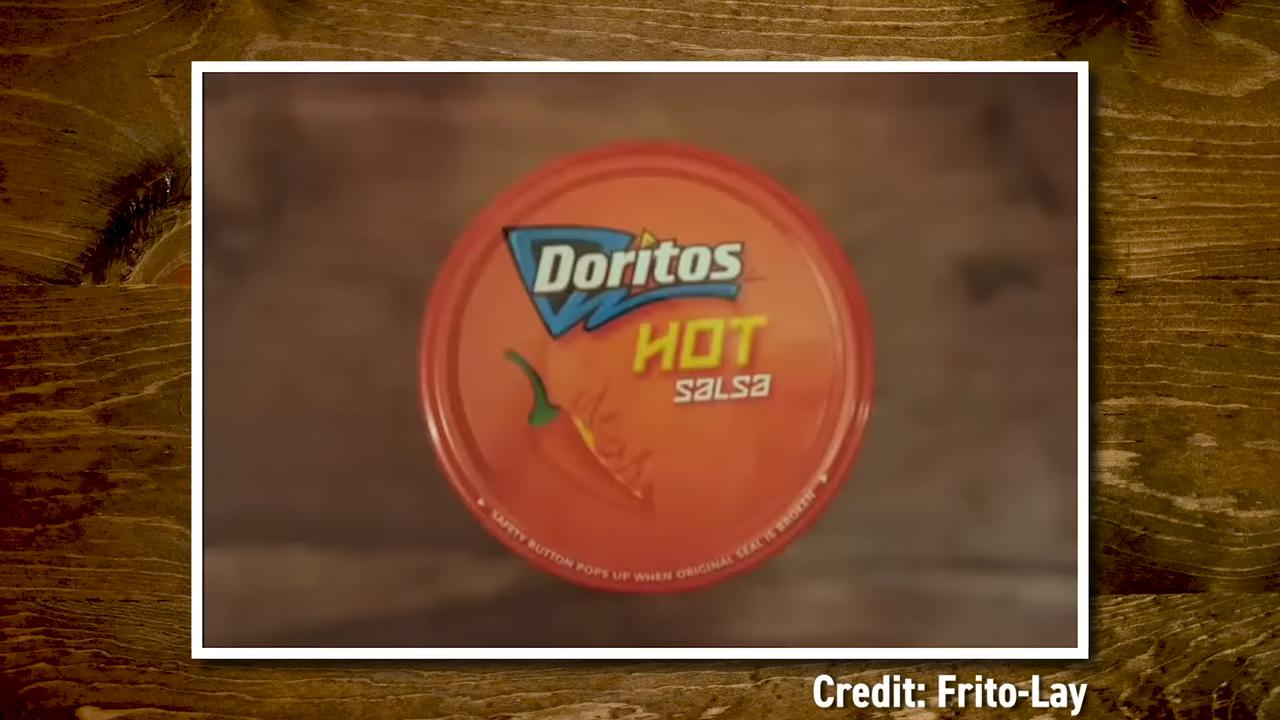 Doritos
HOT
SALSA
SAFETY BUTTON POPS UP WHEN ORIGINAL SEAL IS BROKEN
Credit: Frito-Lay